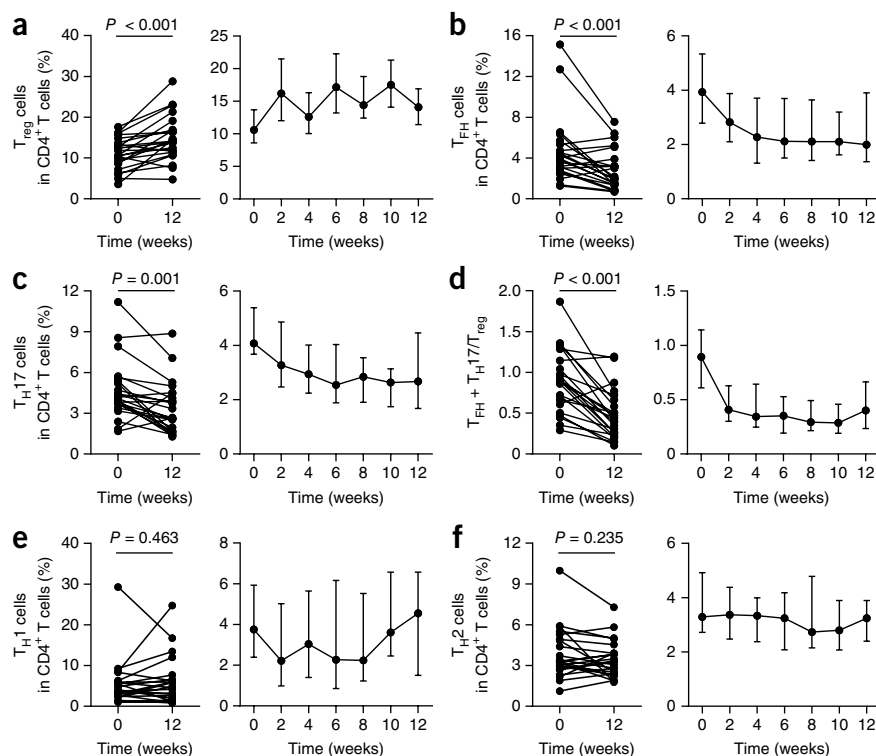 a
P < 0.001
Treg cells
in CD4+ T cells (%)
40
30
20
10
0
0 12
Time (weeks)
25
20
15
10
5
0
0 2 4 6 8 10 12
Time (weeks)
b
P < 0.001
TFH cells
in CD4+ T cells (%)
16
12
8
4
0
0 12
Time (weeks)
6
4
2
0
0 2 4 6 8 10 12
Time (weeks)
c
P = 0.001
TH17 cells
in CD4+ T cells (%)
12
9
6
3
0
0 12
Time (weeks)
6
4
2
0
0 2 4 6 8 10 12
Time (weeks)
d
P < 0.001
TFH + TH17/Treg
2.0
1.5
1.0
0.5
0
0 12
Time (weeks)
1.5
1.0
0.5
0
0 2 4 6 8 10 12
Time (weeks)
e
P = 0.463
TH1 cells
in CD4+ T cells (%)
40
30
20
10
0
0 12
Time (weeks)
8
6
4
2
0
0 2 4 6 8 10 12
Time (weeks)
f
P = 0.235
TH2 cells
in CD4+ T cells (%)
12
9
6
3
0
0 12
Time (weeks)
6
4
2
0
0 2 4 6 8 10 12
Time (weeks)